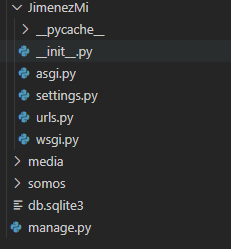 JimenezMi
__pycache__
__init__.py
asgi.py
settings.py
urls.py
wsgi.py
media
somos
db.sqlite3
manage.py